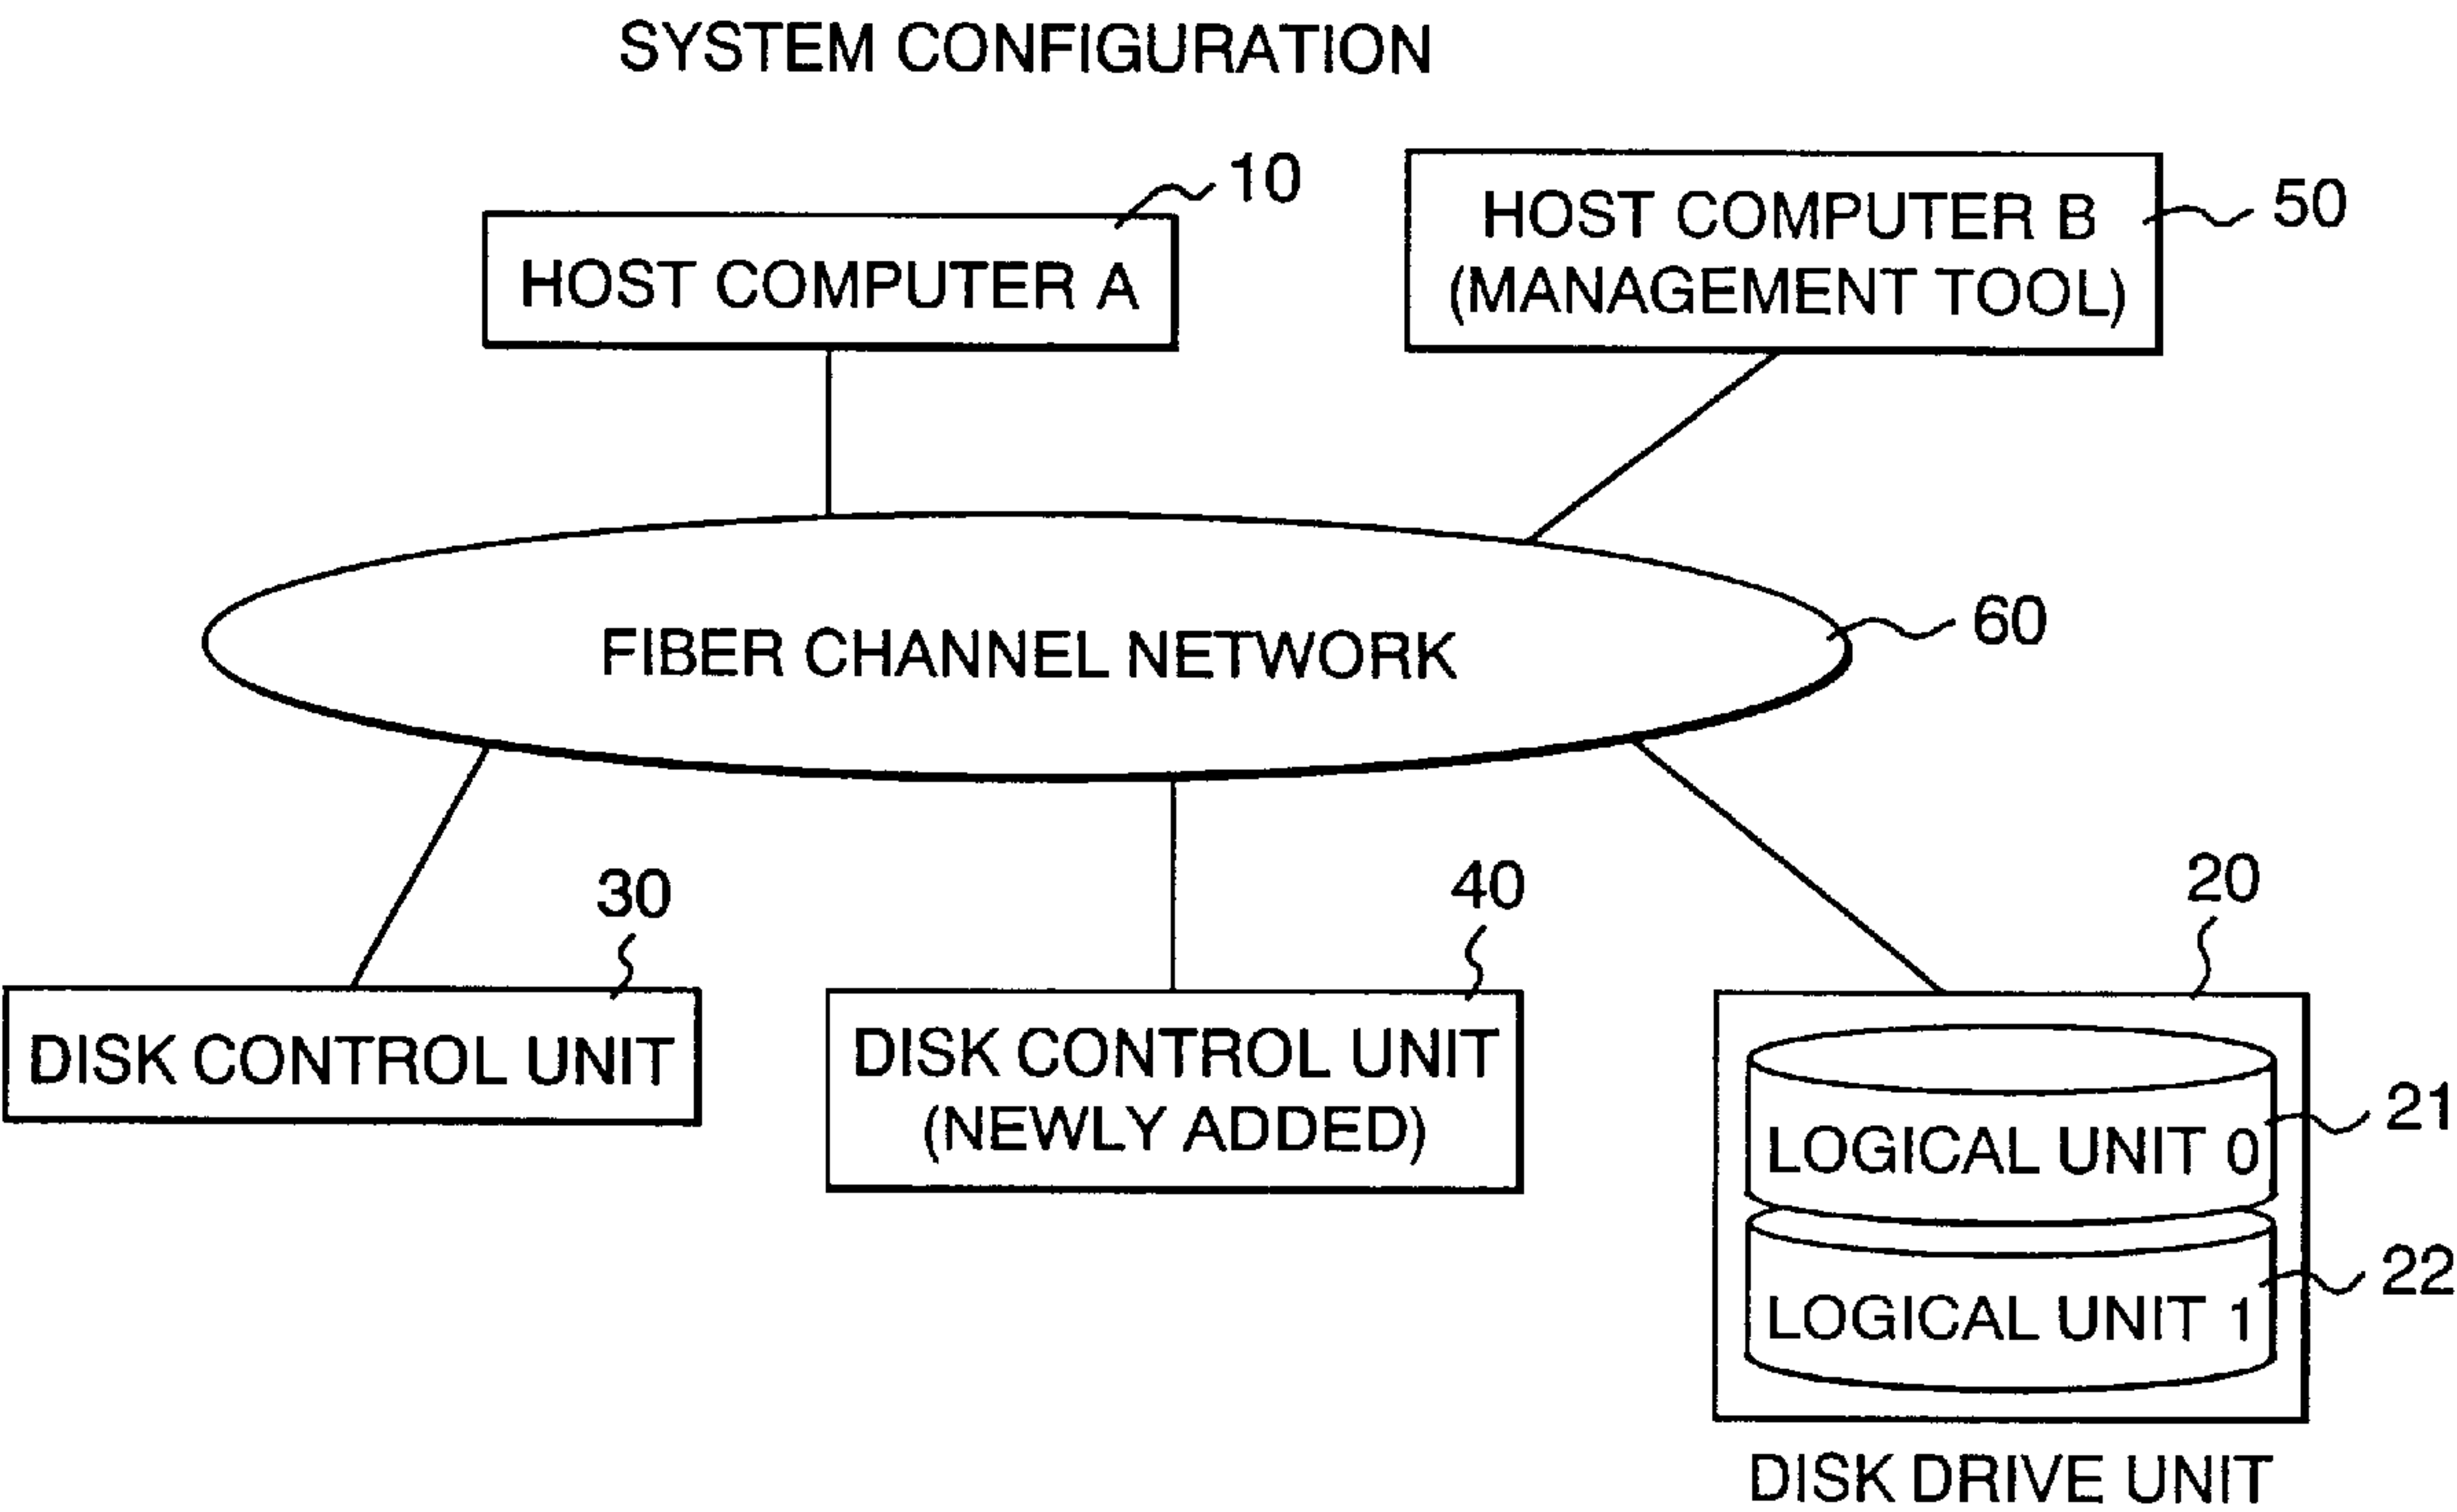 SYSTEM CONFIGURATION
10
HOST COMPUTER A
HOST COMPUTER B
(MANAGEMENT TOOL)
50
FIBER CHANNEL NETWORK
60
30
DISK CONTROL UNIT
40
DISK CONTROL UNIT
(NEWLY ADDED)
20
LOGICAL UNIT 0
21
LOGICAL UNIT 1
22
DISK DRIVE UNIT